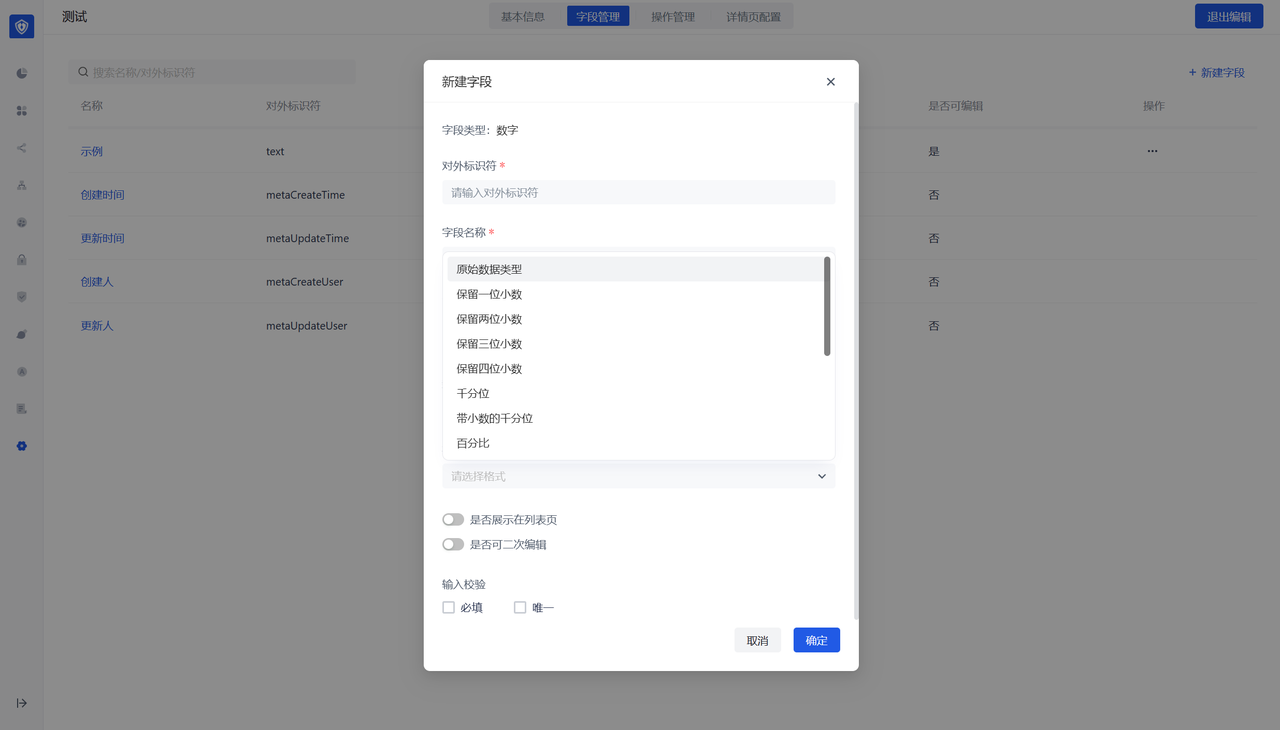 测试
基本信息 字段管理 操作管理 详情页配置
退出编辑
搜索名称/对外标识符
+ 新建字段
名称 对外标识符 是否可编辑 操作
示例 text 是 ...
创建时间 metaCreateTime 否
更新时间 metaUpdateTime 否
创建人 metaCreateUser 否
更新人 metaUpdateUser 否
新建字段
字段类型：数字
对外标识符 *
请输入对外标识符
字段名称 *
原始数据类型
保留一位小数
保留两位小数
保留三位小数
保留四位小数
千分位
带小数的千分位
百分比
请选择格式
是否展示在列表页
是否可二次编辑
输入校验
必填 唯一
取消 确定